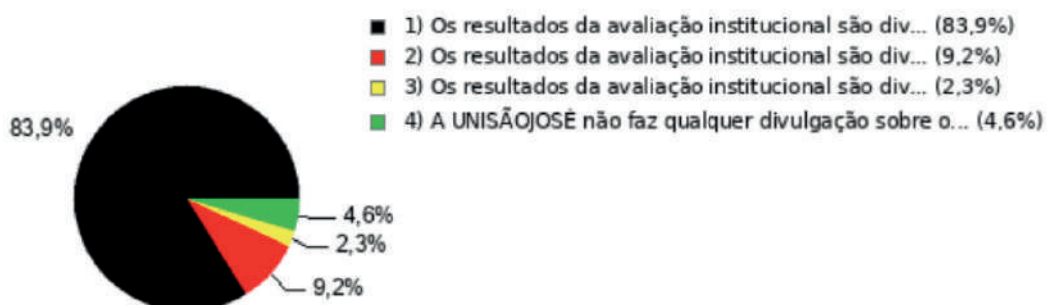 1) Os resultados da avaliação institucional são div... (83,9%)
2) Os resultados da avaliação institucional são div... (9,2%)
3) Os resultados da avaliação institucional são div... (2,3%)
4) A UNISÃOJOSÉ não faz qualquer divulgação sobre o... (4,6%)
83,9%
4,6%
2,3%
9,2%